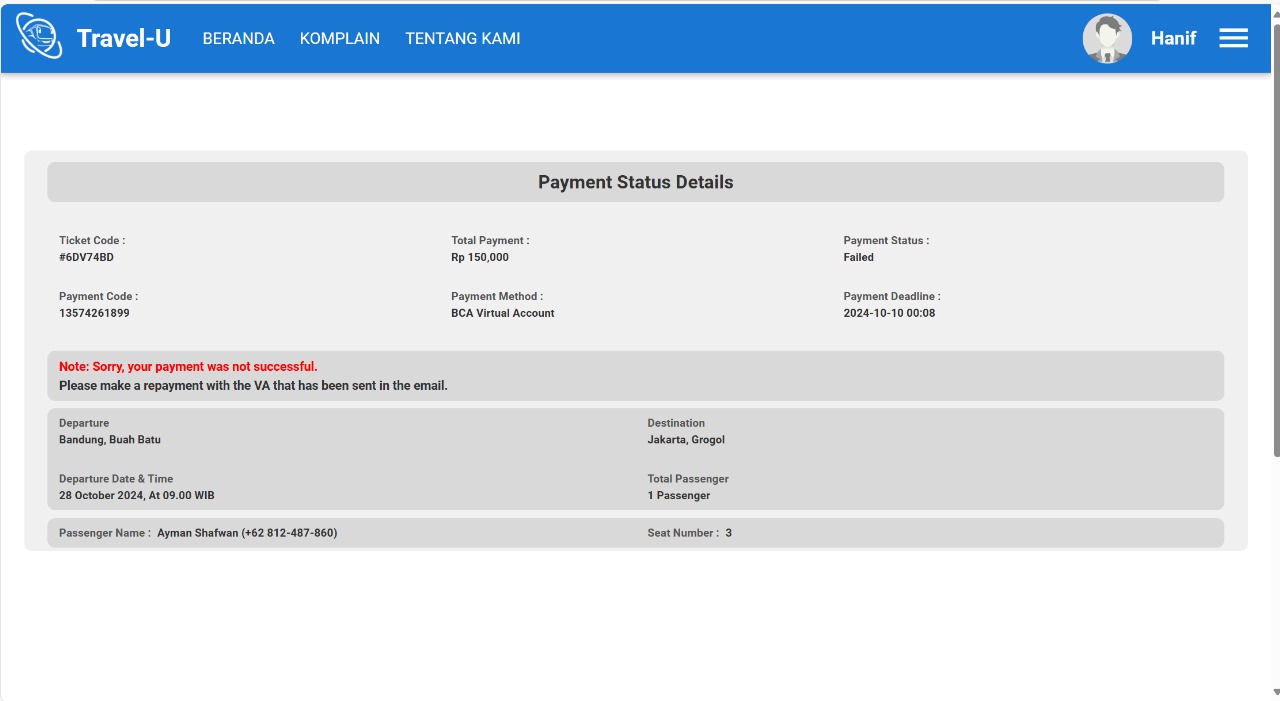 Travel-U BERANDA KOMPLAIN TENTANG KAMI Hanif
Payment Status Details
Ticket Code : Total Payment : Payment Status :
#6DV74BD Rp 150,000 Failed
Payment Code : Payment Method : Payment Deadline :
13574261899 BCA Virtual Account 2024-10-10 00:08
Note: Sorry, your payment was not successful.
Please make a repayment with the VA that has been sent in the email.
Departure Destination
Bandung, Buah Batu Jakarta, Grogol
Departure Date & Time Total Passenger
28 October 2024, At 09.00 WIB 1 Passenger
Passenger Name : Ayman Shafwan (+62 812-487-860) Seat Number : 3